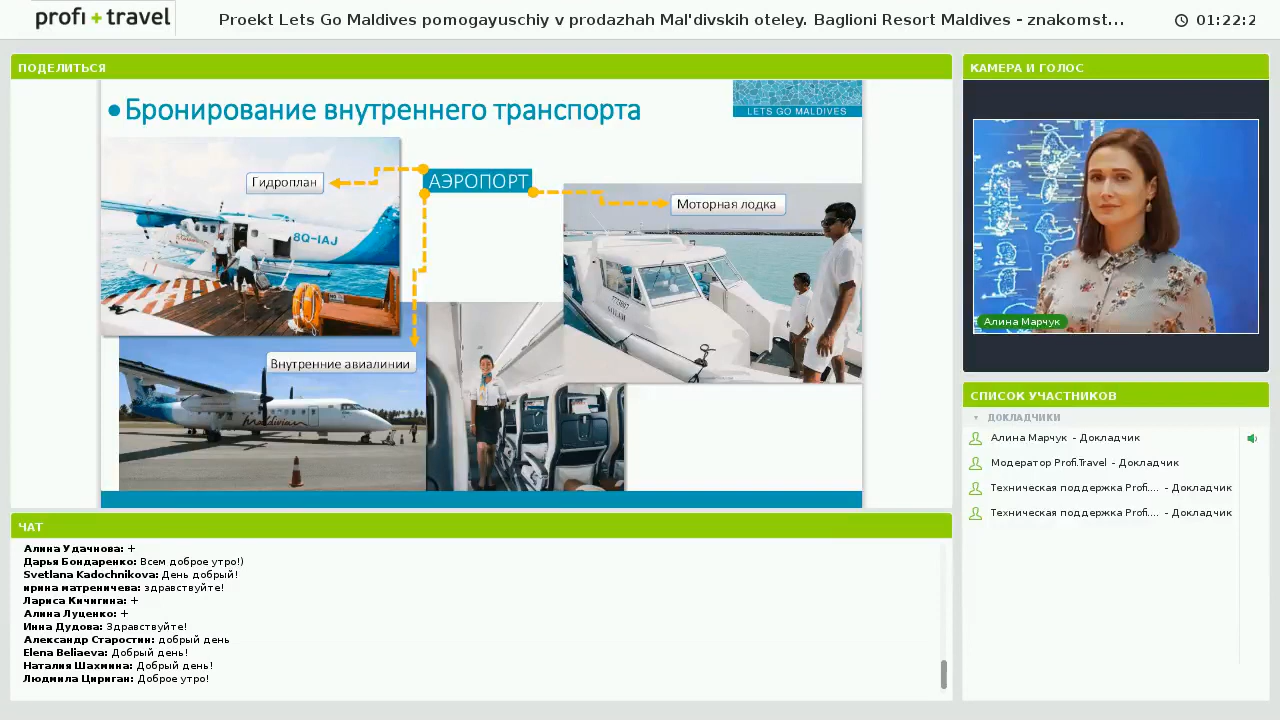 profi + travel
Proekt Lets Go Maldives pomogayuschiy v prodazhah Mal'divskih oteley. Baglioni Resort Maldives - znakomst...
01:22:2
ПОДЕЛИТЬСЯ
• Бронирование внутреннего транспорта
LETS GO MALDIVES
Гидроплан
АЭРОПОРТ
Моторная лодка
8Q-IAJ
Внутренние авиалинии
Maldivian
КАМЕРА И ГОЛОС
Алина Марчук
СПИСОК УЧАСТНИКОВ
ДОКЛАДЧИКИ
Алина Марчук - Докладчик
Модератор Profi.Travel - Докладчик
Техническая поддержка Profi.... - Докладчик
Техническая поддержка Profi.... - Докладчик
ЧАТ
Алина Удачнова: +
Дарья Бондаренко: Всем доброе утро!)
Svetlana Kadochnikova: День добрый!
ирина матреничева: здравствуйте!
Лариса Кичигина: +
Алина Луценко: +
Инна Дудова: Здравствуйте!
Александр Старостин: добрый день
Elena Beliaeva: Добрый день!
Наталия Шахмина: Добрый день!
Людмила Цириган: Доброе утро!